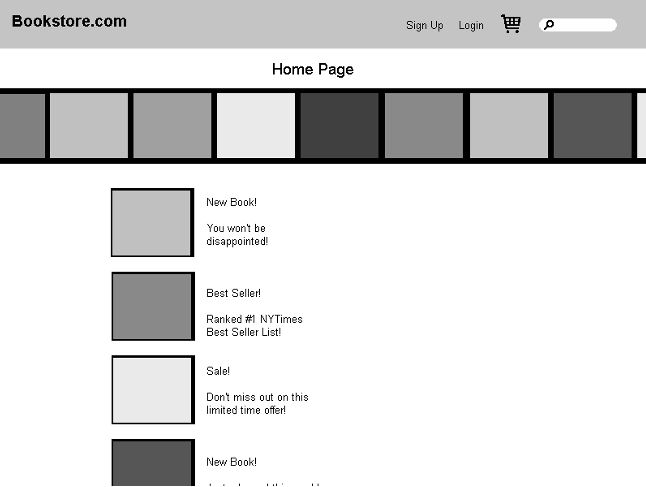 Bookstore.com
Sign Up
Login
Home Page
New Book!
You won't be
disappointed!
Best Seller!
Ranked #1 NYTimes
Best Seller List!
Sale!
Don't miss out on this
limited time offer!
New Book!